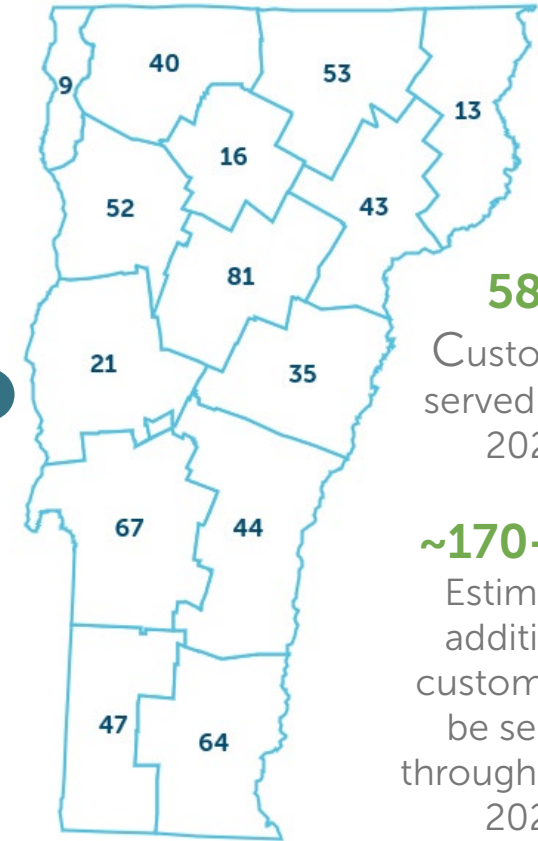 9
40
53
13
16
52
43
81
21
35
67
44
47
64
58
Custo
served
202
~170-
Estim
additi
custom
be se
through
202